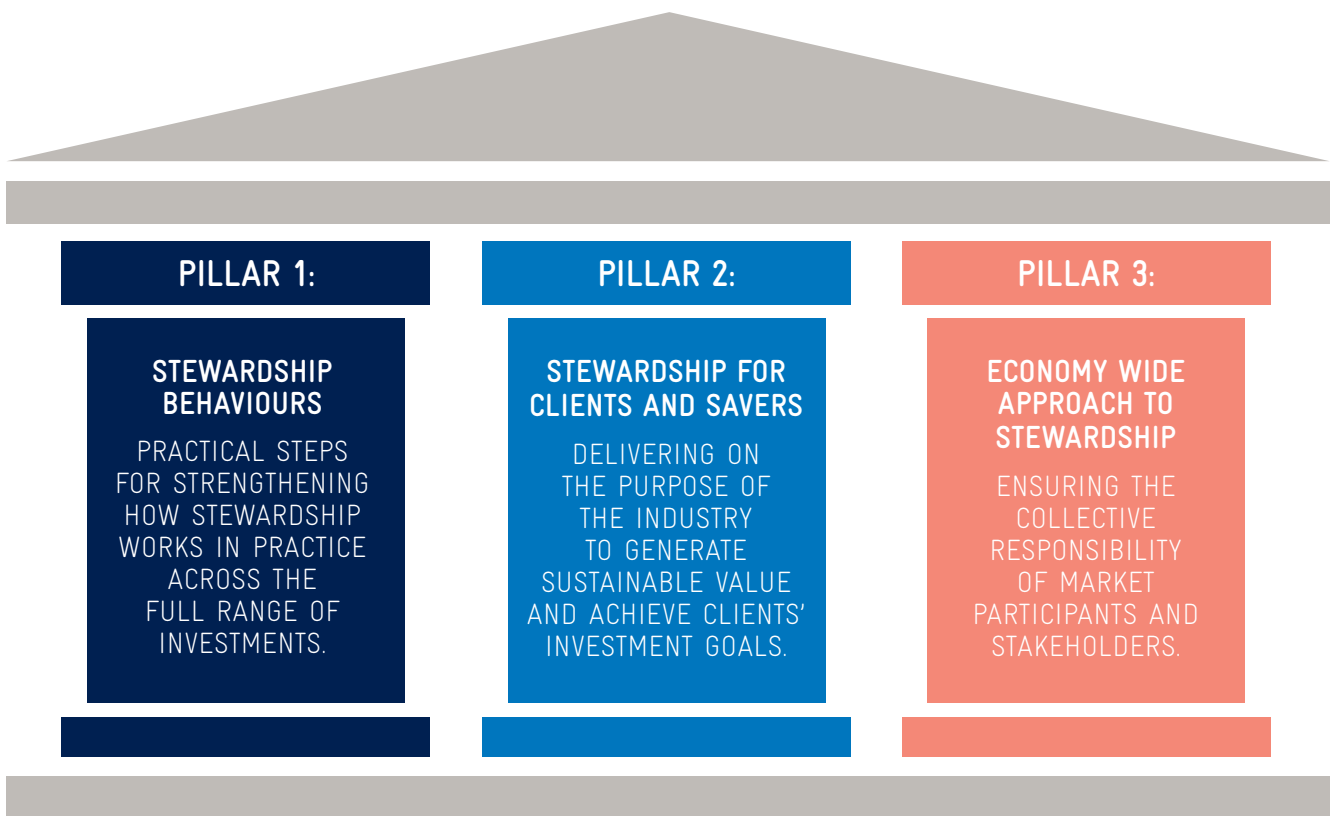 PILLAR 1:
STEWARDSHIP
BEHAVIOURS
PRACTICAL STEPS
FOR STRENGTHENING
HOW STEWARDSHIP
WORKS IN PRACTICE
ACROSS THE
FULL RANGE OF
INVESTMENTS.
PILLAR 2:
STEWARDSHIP FOR
CLIENTS AND SAVERS
DELIVERING ON
THE PURPOSE OF
THE INDUSTRY
TO GENERATE
SUSTAINABLE VALUE
AND ACHIEVE CLIENTS'
INVESTMENT GOALS.
PILLAR 3:
ECONOMY WIDE
APPROACH TO
STEWARDSHIP
ENSURING THE
COLLECTIVE
RESPONSIBILITY
OF MARKET
PARTICIPANTS AND
STAKEHOLDERS.